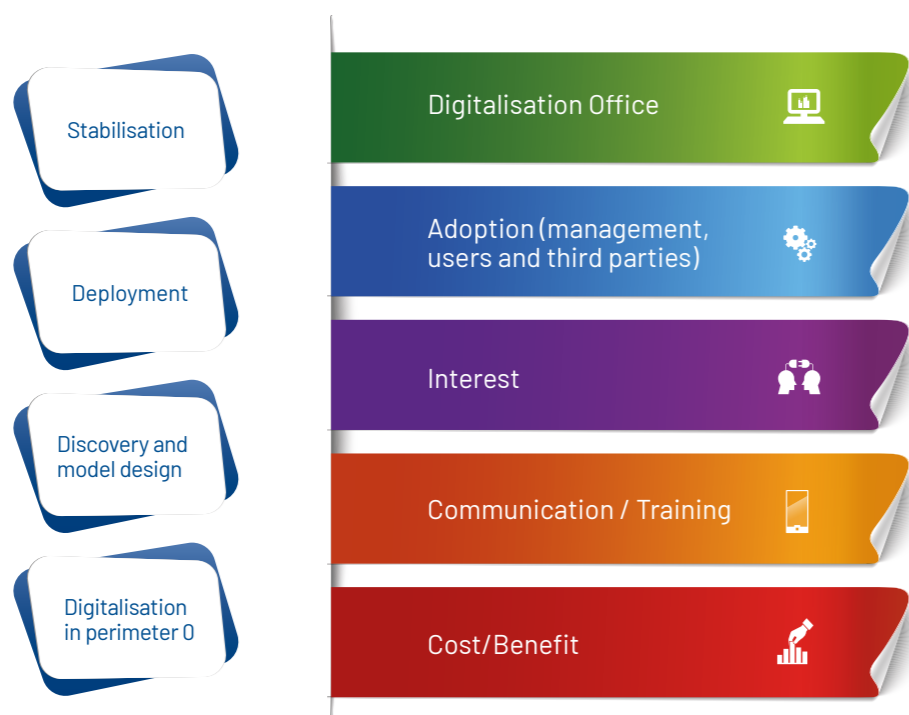 Stabilisation
Deployment
Discovery and
model design
Digitalisation
in perimeter 0
Digitalisation Office
Adoption (management,
users and third parties)
Interest
Communication / Training
Cost/Benefit